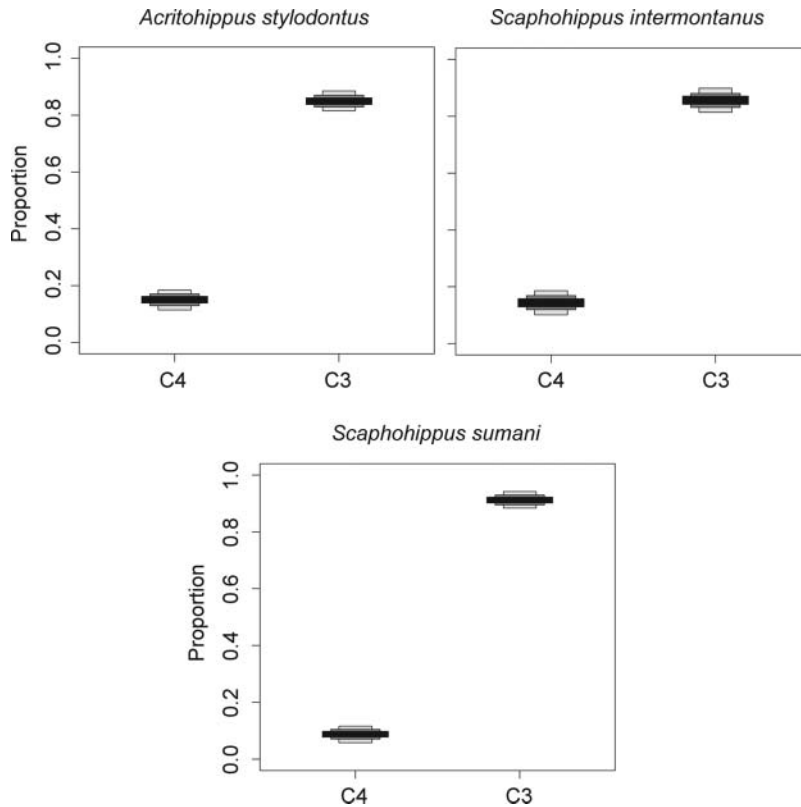 Acritohippus stylodontus
Scaphohippus intermontanus
Proportion
1.0
0.8
0.6
0.4
0.2
0.0
C4 C3
C4 C3
Scaphohippus sumani
Proportion
1.0
0.8
0.6
0.4
0.2
0.0
C4 C3